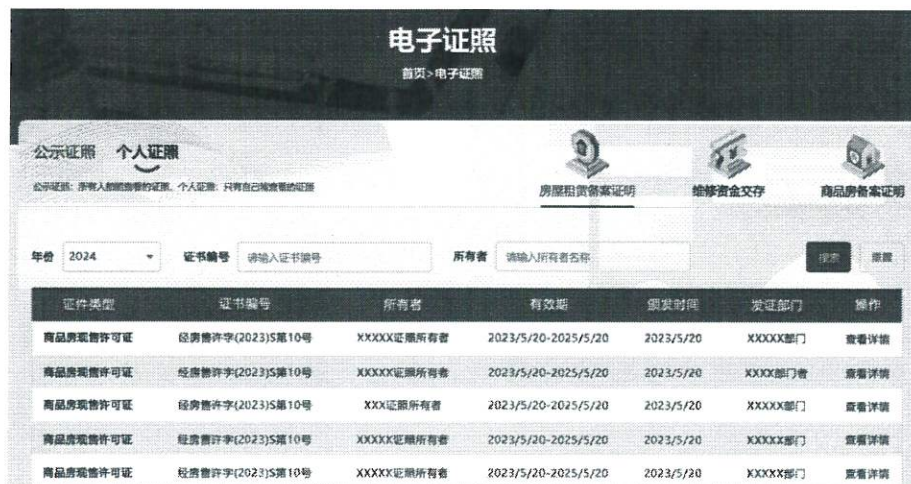 电子证照
首页>电子证照
公示证照 个人证照
公示证照：所有人都能查看的证照，个人证照：只有自己能查看的证照
房屋租赁备案证明 维修资金交存 商品房备案证明
年份 2024 证书编号 请输入证书编号 所有者 请输入所有者名称 搜索 重置
证件类型 证书编号 所有者 有效期 颁发时间 发证部门 操作
商品房现售许可证 经房售许字(2023)S第10号 XXXXX证照所有者 2023/5/20-2025/5/20 2023/5/20 XXXXX部门 查看详情
商品房现售许可证 经房售许字(2023)S第10号 XXXXX证照所有者 2023/5/20-2025/5/20 2023/5/20 XXXX部门者 查看详情
商品房现售许可证 经房售许字(2023)S第10号 XXX证照所有者 2023/5/20-2025/5/20 2023/5/20 XXXXX部门 查看详情
商品房现售许可证 经房售许字(2023)S第10号 XXXXX证照所有者 2023/5/20-2025/5/20 2023/5/20 XXXXX部门 查看详情
商品房现售许可证 经房售许字(2023)S第10号 XXXXX证照所有者 2023/5/20-2025/5/20 2023/5/20 XXXXX部门 查看详情